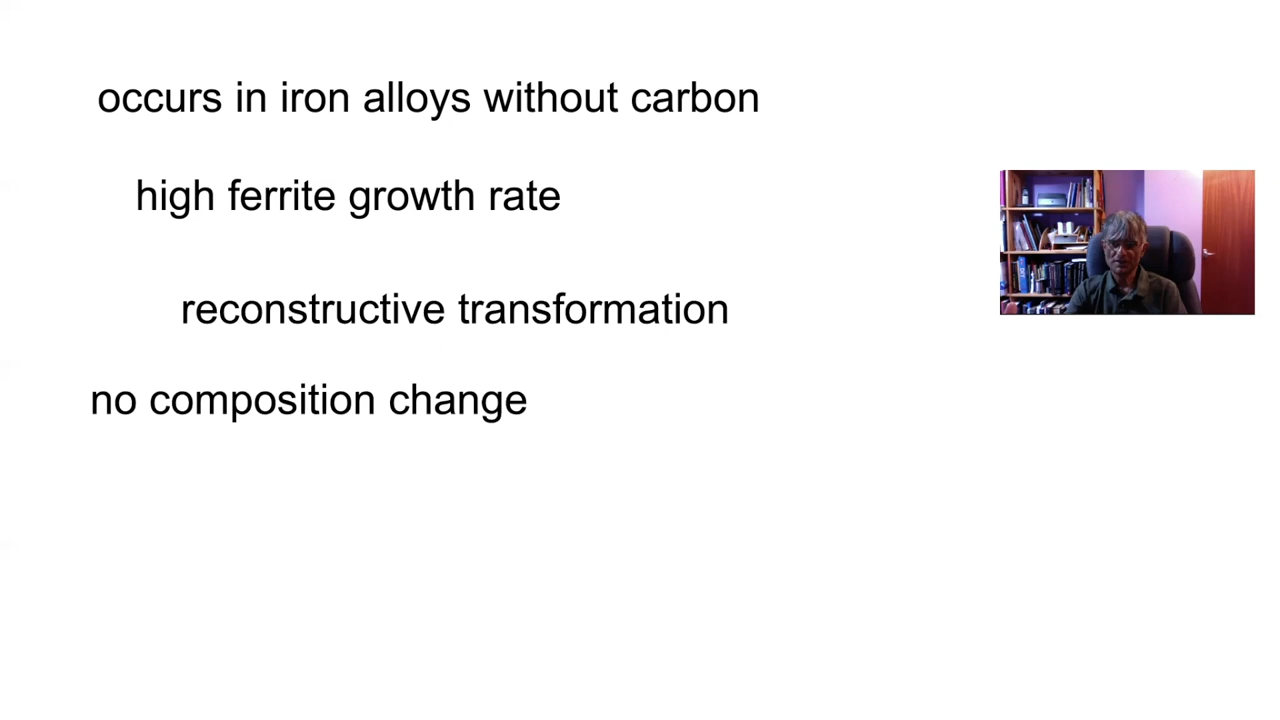 occurs in iron alloys without carbon
high ferrite growth rate
reconstructive transformation
no composition change